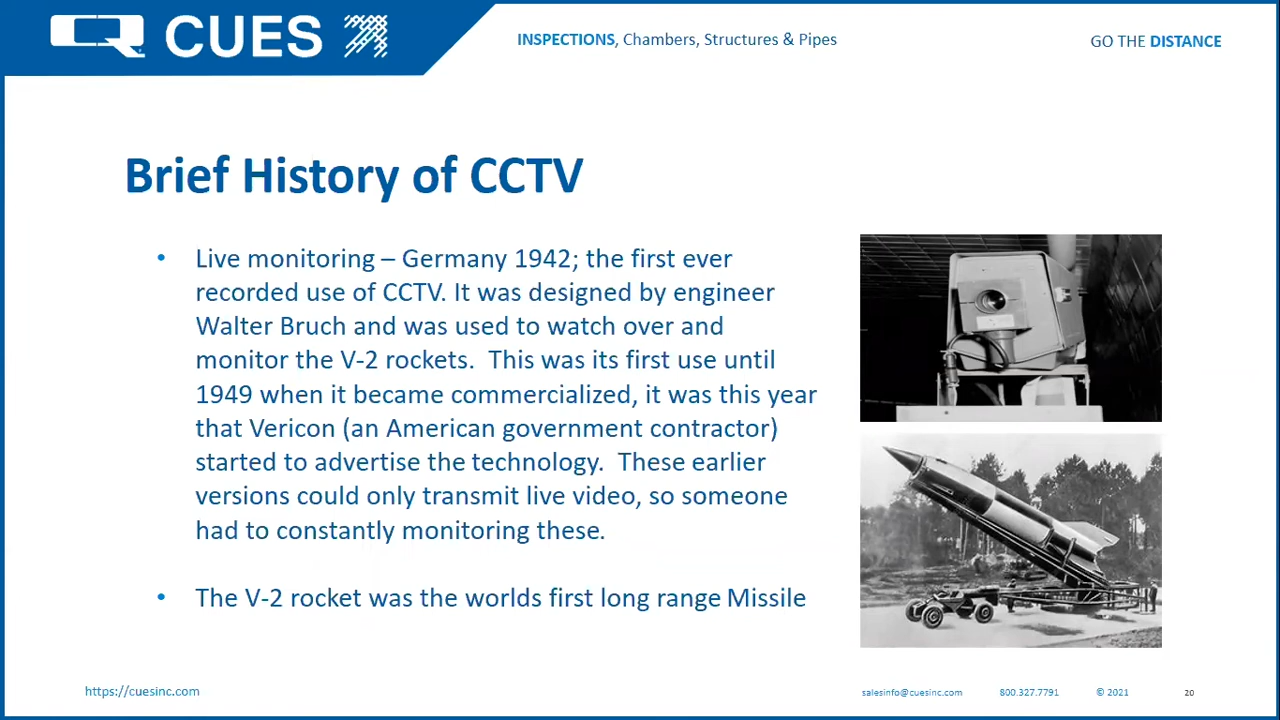 CUES
INSPECTIONS, Chambers, Structures & Pipes
GO THE DISTANCE
Brief History of CCTV
• Live monitoring – Germany 1942; the first ever
recorded use of CCTV. It was designed by engineer
Walter Bruch and was used to watch over and
monitor the V-2 rockets.  This was its first use until
1949 when it became commercialized, it was this year
that Vericon (an American government contractor)
started to advertise the technology.  These earlier
versions could only transmit live video, so someone
had to constantly monitoring these.
• The V-2 rocket was the worlds first long range Missile
https://cuesinc.com
salesinfo@cuesinc.com
800.327.7791
© 2021
20